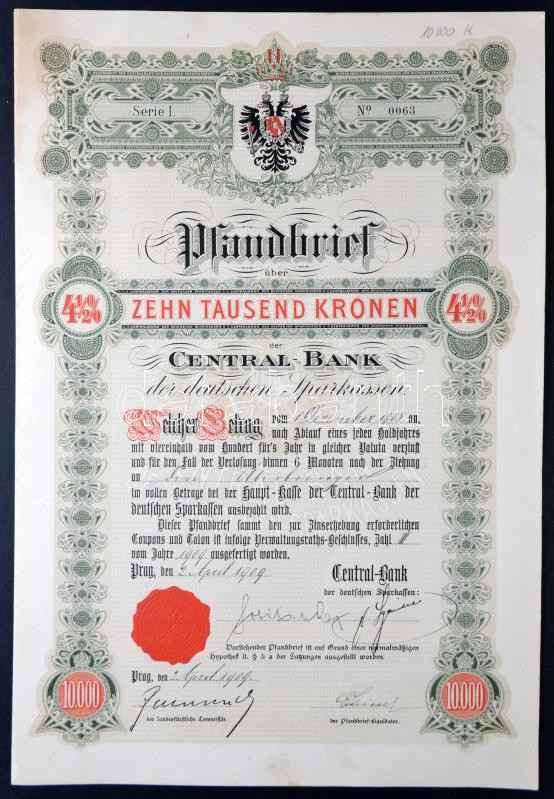 10 000 K
Serie I.
Nº 0063
Pfandbrief
über
4½%
ZEHN TAUSEND KRONEN
4½%
der
CENTRAL-BANK
der deutschen Sparkassen
Welcher Betrag vom 1 Dezember 1908 an,
nach Ablauf eines jeden Halbjahres
mit viereinhalb vom Hundert für's Jahr in gleicher Valuta verzinst
und für den Fall der Verlosung binnen 6 Monaten nach der Ziehung
an den Überbringer
im vollen Betrage bei der Haupt-Kasse der Central-Bank der
deutschen Sparkassen ausbezahlt wird.
Dieser Pfandbrief sammt den zur Zinserhebung erforderlichen
Coupons und Talon ist infolge Verwaltungsraths-Beschlusses, Zahl III
vom Jahre 1909 ausgefertigt worden.
Prag, den 2 April 1909.
Central-Bank
der deutschen Sparkassen:
Vorstehender Pfandbrief ist auf Grund einer normalmäßigen
Hypothek lt. § 5 a der Satzungen ausgestellt worden.
Prag, den 2 April 1909.
10.000
10.000
der landesfürstliche Commissär.
der Pfandbrief-Liquidator.